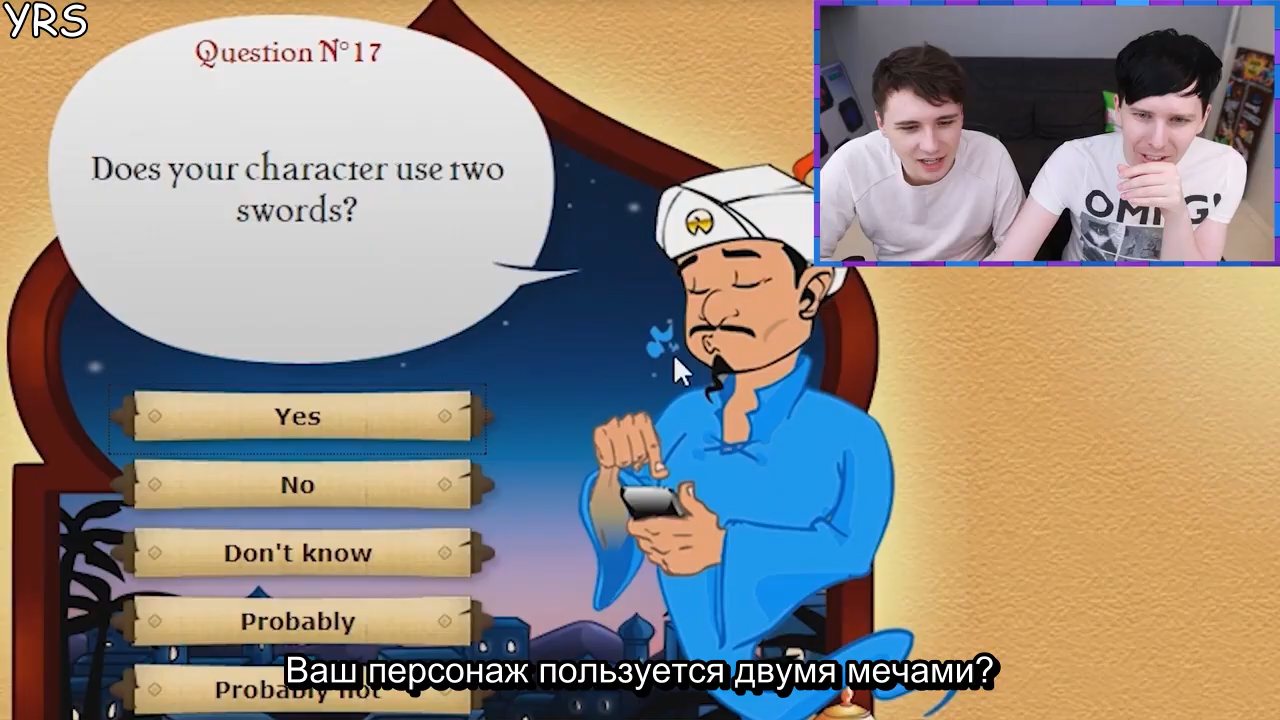 YRS
Question N°17
Does your character use two
swords?
Yes
No
Don't know
Probably
Probably not
Ваш персонаж пользуется двумя мечами?
OMFG!